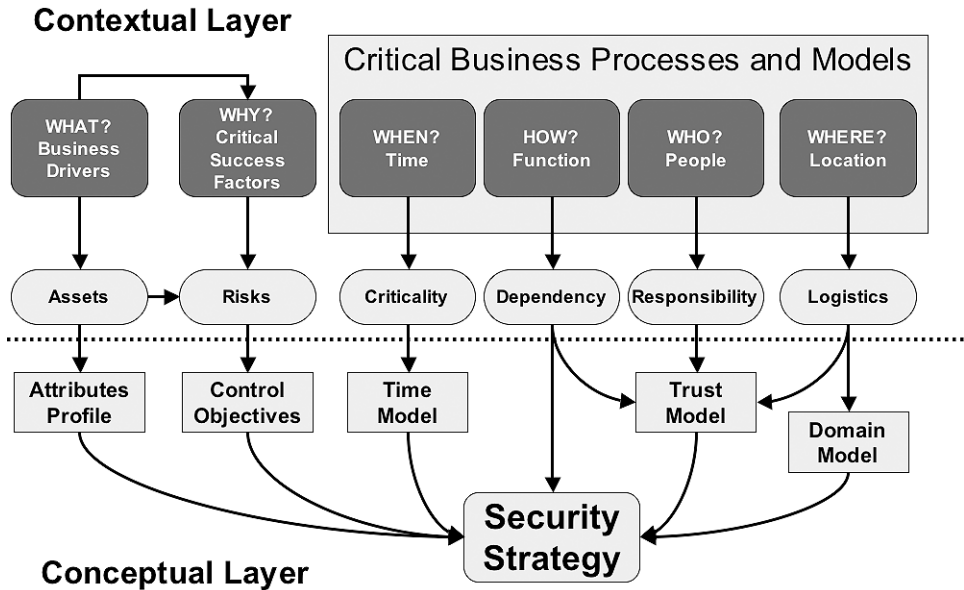 Contextual Layer
Critical Business Processes and Models
WHAT?
Business
Drivers
WHY?
Critical
Success
Factors
WHEN?
Time
HOW?
Function
WHO?
People
WHERE?
Location
Assets
Risks
Criticality
Dependency
Responsibility
Logistics
Attributes
Profile
Control
Objectives
Time
Model
Trust
Model
Domain
Model
Security
Strategy
Conceptual Layer